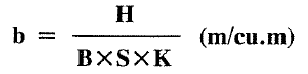 b = H / B×S×K (m/cu.m)